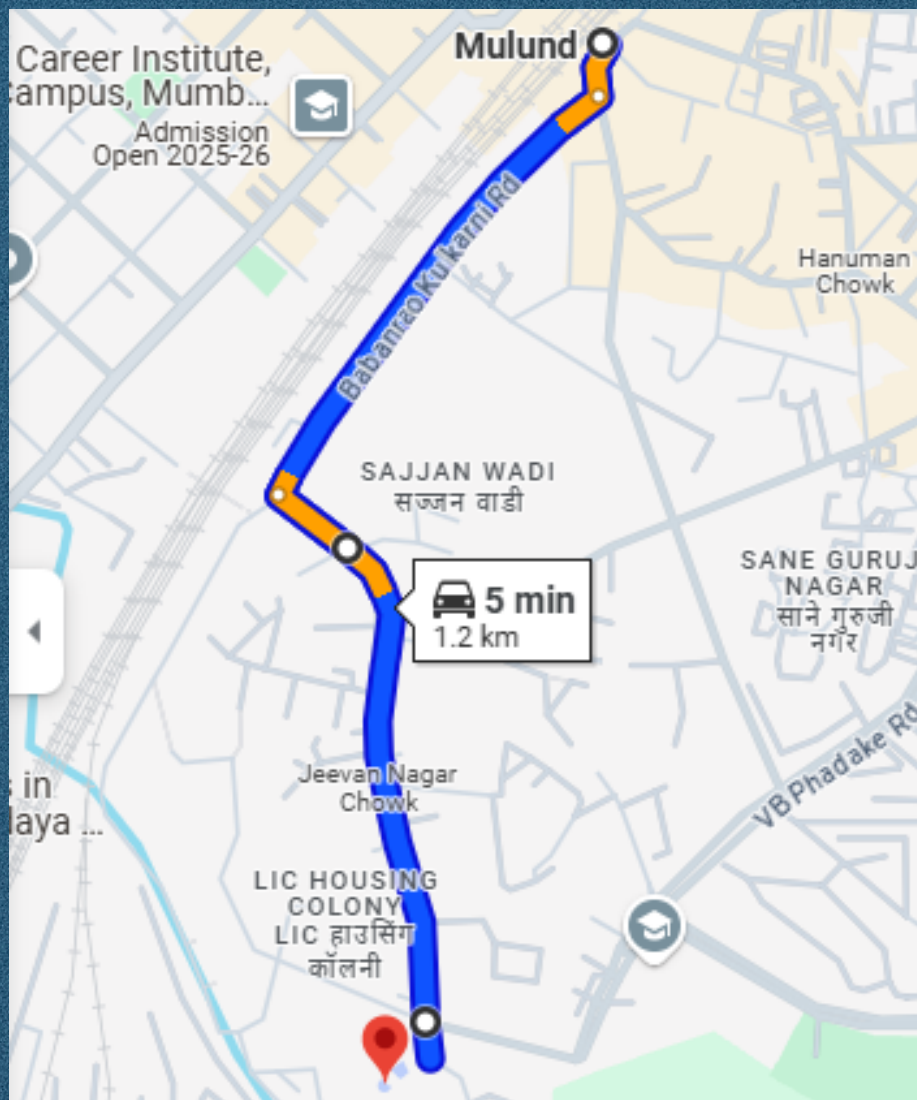 Mulund
Career Institute,
ampus, Mumb...
Admission
Open 2025-26
Babanrao Kulkarni Rd
Hanuman
Chowk
SAJJAN WADI
सज्जन वाडी
5 min
1.2 km
SANE GURUJ
NAGAR
साने गुरुजी
नगर
VB Phadake Rd
Jeevan Nagar
Chowk
s in
laya ...
LIC HOUSING
COLONY
LIC हाउसिंग
कॉलनी